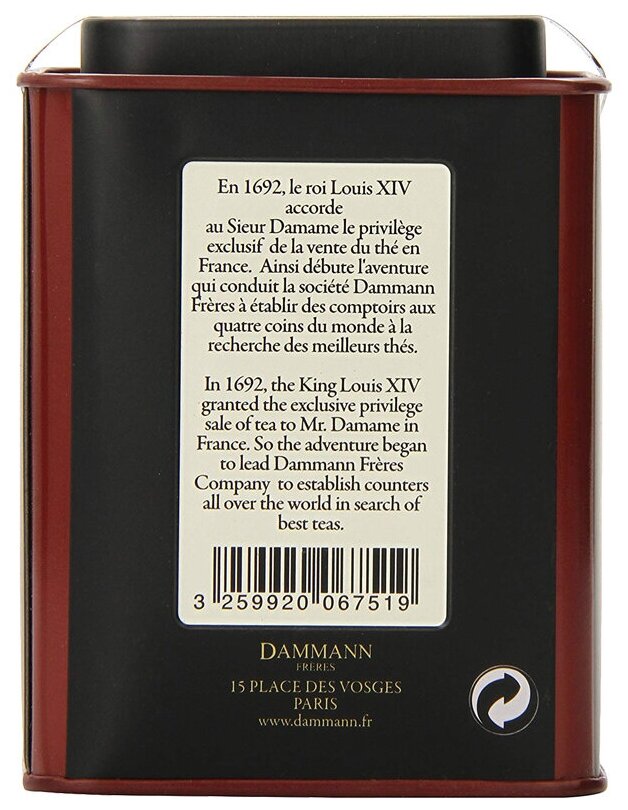 En 1692, le roi Louis XIV
accorde
au Sieur Damame le privilège
exclusif de la vente du thé en
France. Ainsi débute l'aventure
qui conduit la société Dammann
Frères à établir des comptoirs aux
quatre coins du monde à la
recherche des meilleurs thés.
In 1692, the King Louis XIV
granted the exclusive privilege
sale of tea to Mr. Damame in
France. So the adventure began
to lead Dammann Frères
Company to establish counters
all over the world in search of
best teas.
3 259920 067519
DAMMANN
FRÈRES
15 PLACE DES VOSGES
PARIS
www.dammann.fr